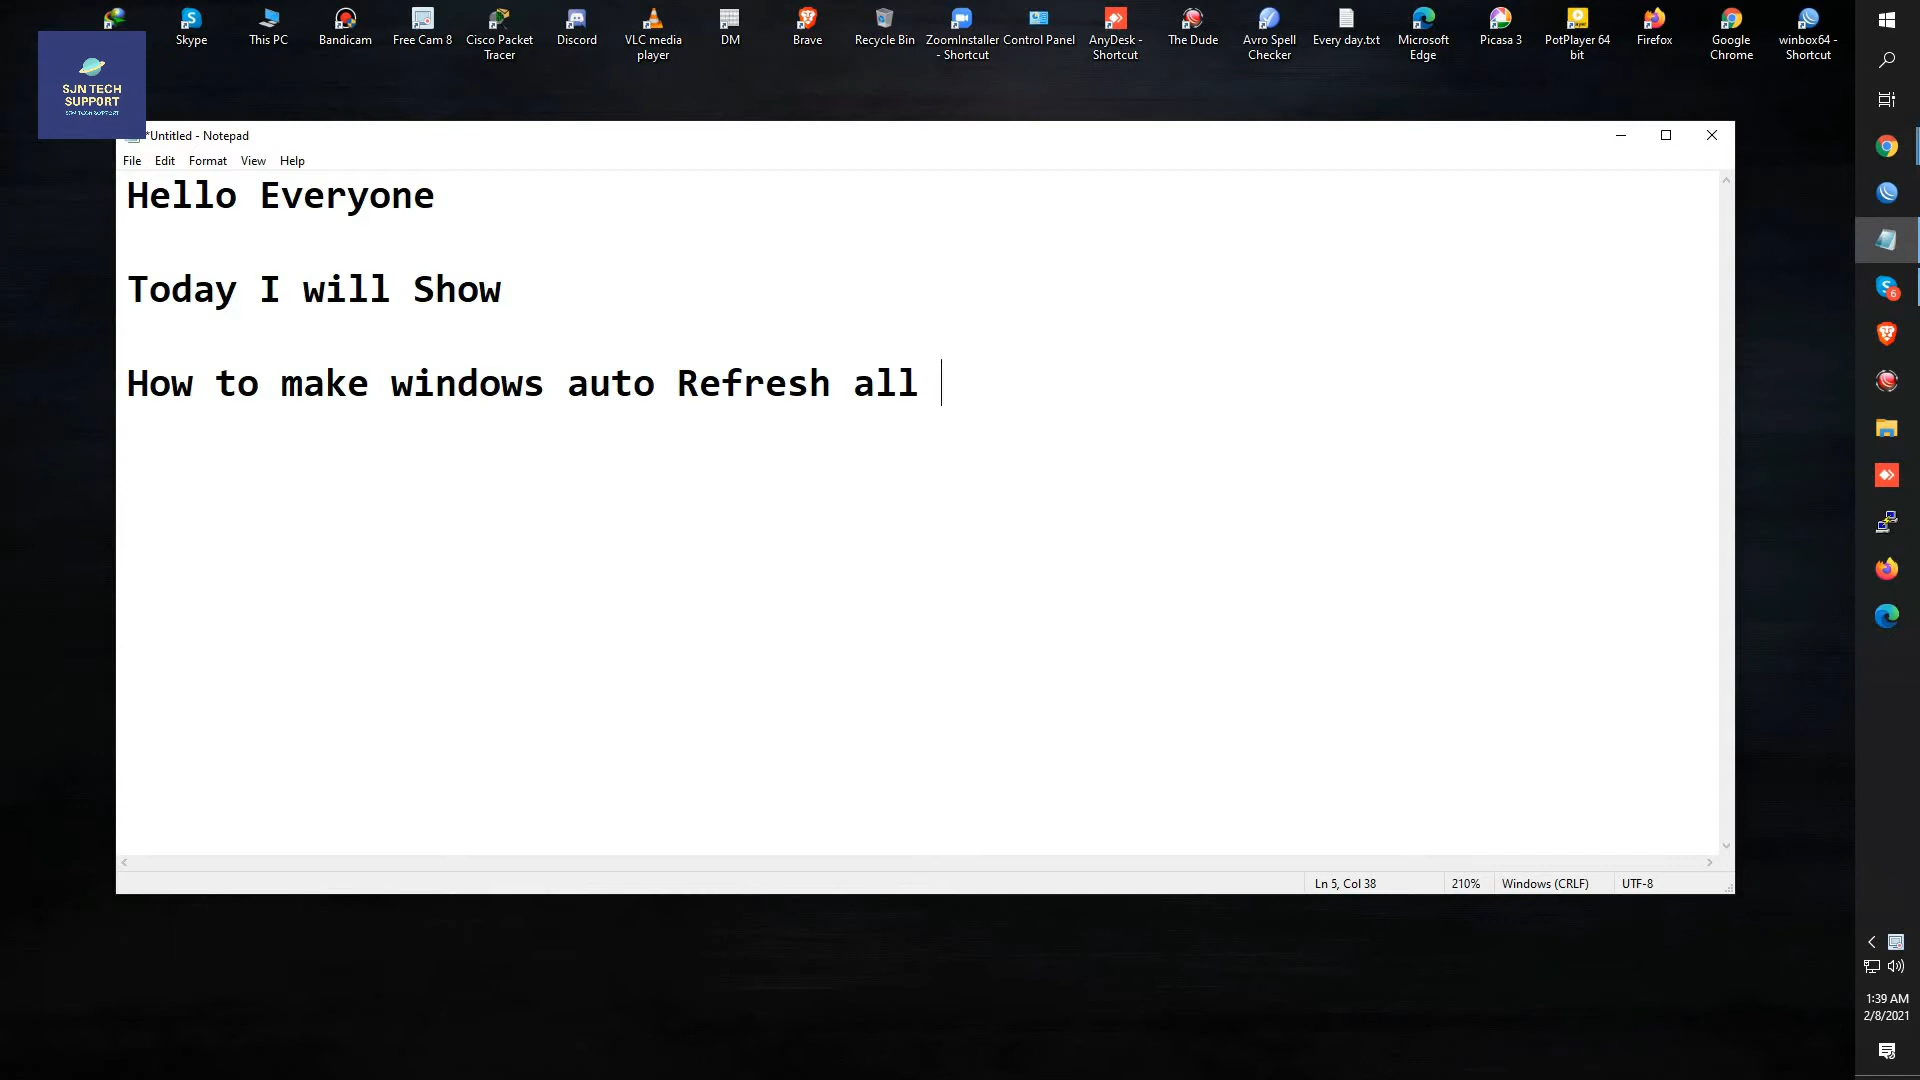 Skype
This PC
Bandicam
Free Cam 8
Cisco Packet
Tracer
Discord
VLC media
player
DM
Brave
Recycle Bin
ZoomInstaller
- Shortcut
Control Panel
AnyDesk -
Shortcut
The Dude
Avro Spell
Checker
Every day.txt
Microsoft
Edge
Picasa 3
PotPlayer 64
bit
Firefox
Google
Chrome
winbox64 -
Shortcut
SJN TECH
SUPPORT
SJN TECH SUPPORT
*Untitled - Notepad
File Edit Format View Help
Hello Everyone
Today I will Show
How to make windows auto Refresh all
6
Ln 5, Col 38 210% Windows (CRLF) UTF-8
1:39 AM
2/8/2021